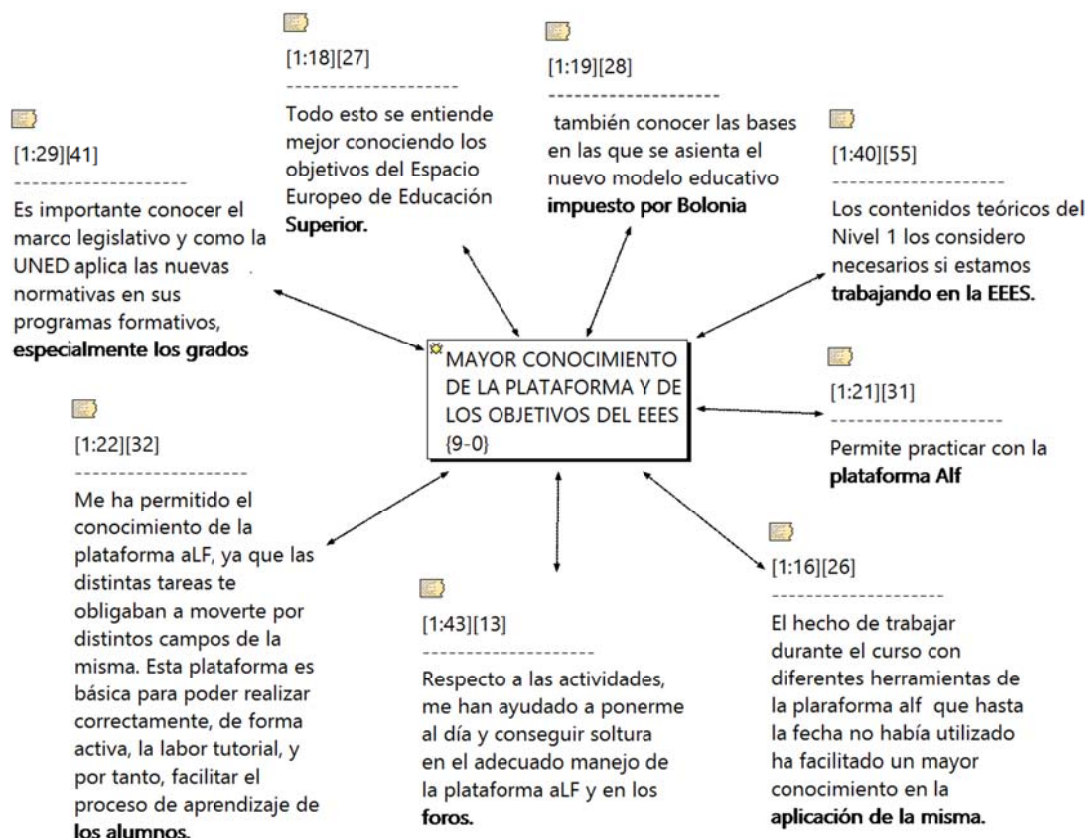 [1:18][27]
--------------------
Todo esto se entiende
mejor conociendo los
objetivos del Espacio
Europeo de Educación
Superior.
[1:19][28]
--------------------
también conocer las bases
en las que se asienta el
nuevo modelo educativo
impuesto por Bolonia
[1:29][41]
--------------------
Es importante conocer el
marco legislativo y como la
UNED aplica las nuevas
normativas en sus
programas formativos,
especialmente los grados
[1:40][55]
--------------------
Los contenidos teóricos del
Nivel 1 los considero
necesarios si estamos
trabajando en la EEES.
MAYOR CONOCIMIENTO
DE LA PLATAFORMA Y DE
LOS OBJETIVOS DEL EEES
{9-0}
[1:21][31]
--------------------
Permite practicar con la
plataforma Alf
[1:22][32]
--------------------
Me ha permitido el
conocimiento de la
plataforma aLF, ya que las
distintas tareas te
obligaban a moverte por
distintos campos de la
misma. Esta plataforma es
básica para poder realizar
correctamente, de forma
activa, la labor tutorial, y
por tanto, facilitar el
proceso de aprendizaje de
los alumnos.
[1:43][13]
--------------------
Respecto a las actividades,
me han ayudado a ponerme
al día y conseguir soltura
en el adecuado manejo de
la plataforma aLF y en los
foros.
[1:16][26]
--------------------
El hecho de trabajar
durante el curso con
diferentes herramientas de
la plaraforma alf que hasta
la fecha no había utilizado
ha facilitado un mayor
conocimiento en la
aplicación de la misma.